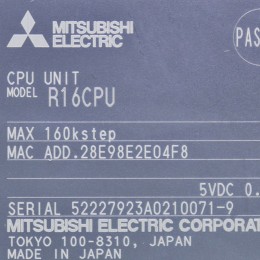 MITSUBISHI
ELECTRIC
PAS
CPU UNIT
MODEL R16CPU
MAX 160kstep
MAC ADD.28E98E2E04F8
5VDC 0.
SERIAL 52227923A0210071-9
MITSUBISHI ELECTRIC CORPORAT
TOKYO 100-8310, JAPAN
MADE IN JAPAN